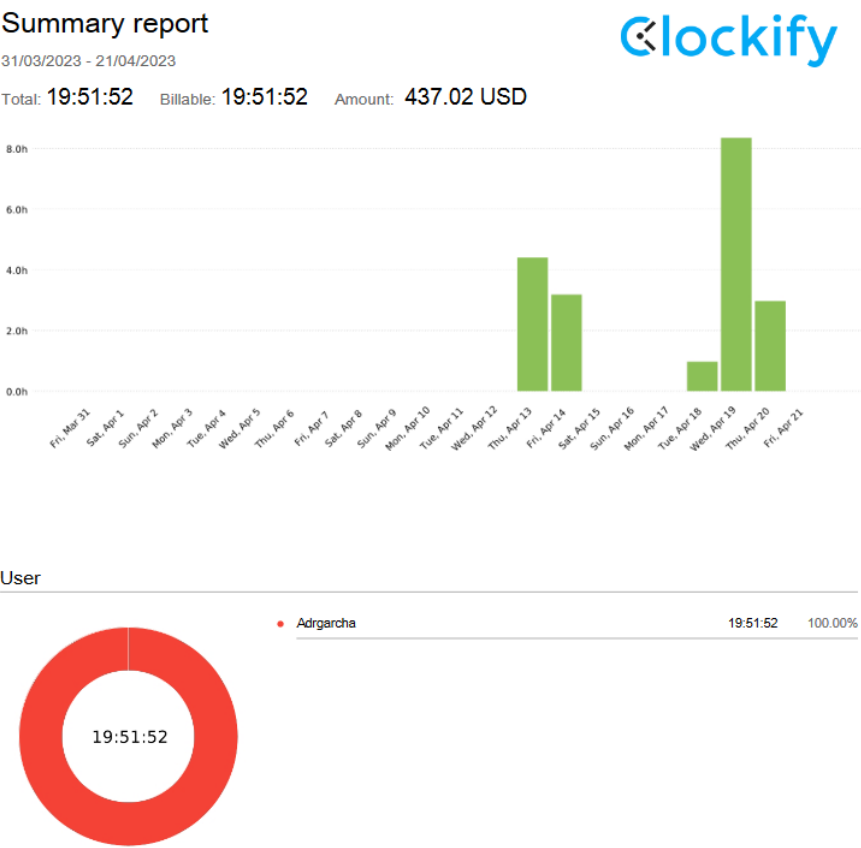 Summary report
Clockify
31/03/2023 - 21/04/2023
Total: 19:51:52 Billable: 19:51:52 Amount: 437.02 USD
8.0h
6.0h
4.0h
2.0h
0.0h
Fri, Mar 31
Sat, Apr 1
Sun, Apr 2
Mon, Apr 3
Tue, Apr 4
Wed, Apr 5
Thu, Apr 6
Fri, Apr 7
Sat, Apr 8
Sun, Apr 9
Mon, Apr 10
Tue, Apr 11
Wed, Apr 12
Thu, Apr 13
Fri, Apr 14
Sat, Apr 15
Sun, Apr 16
Mon, Apr 17
Tue, Apr 18
Wed, Apr 19
Thu, Apr 20
Fri, Apr 21
User
Adrgarcha 19:51:52 100.00%
19:51:52